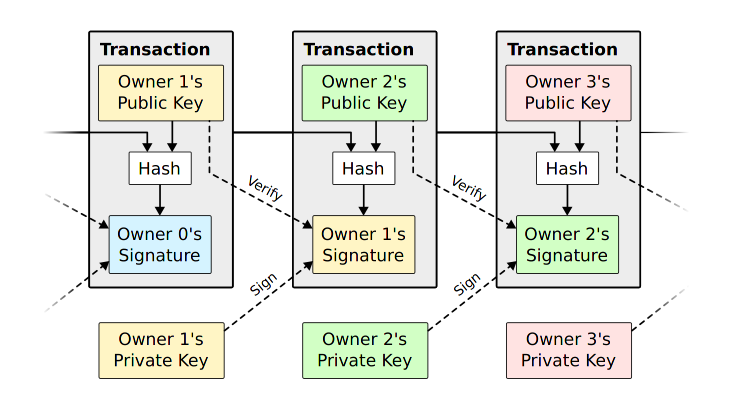 Transaction
Transaction
Transaction
Owner 1's
Public Key
Owner 2's
Public Key
Owner 3's
Public Key
Hash
Hash
Hash
Verify
Verify
Owner 0's
Signature
Owner 1's
Signature
Owner 2's
Signature
Sign
Sign
Owner 1's
Private Key
Owner 2's
Private Key
Owner 3's
Private Key